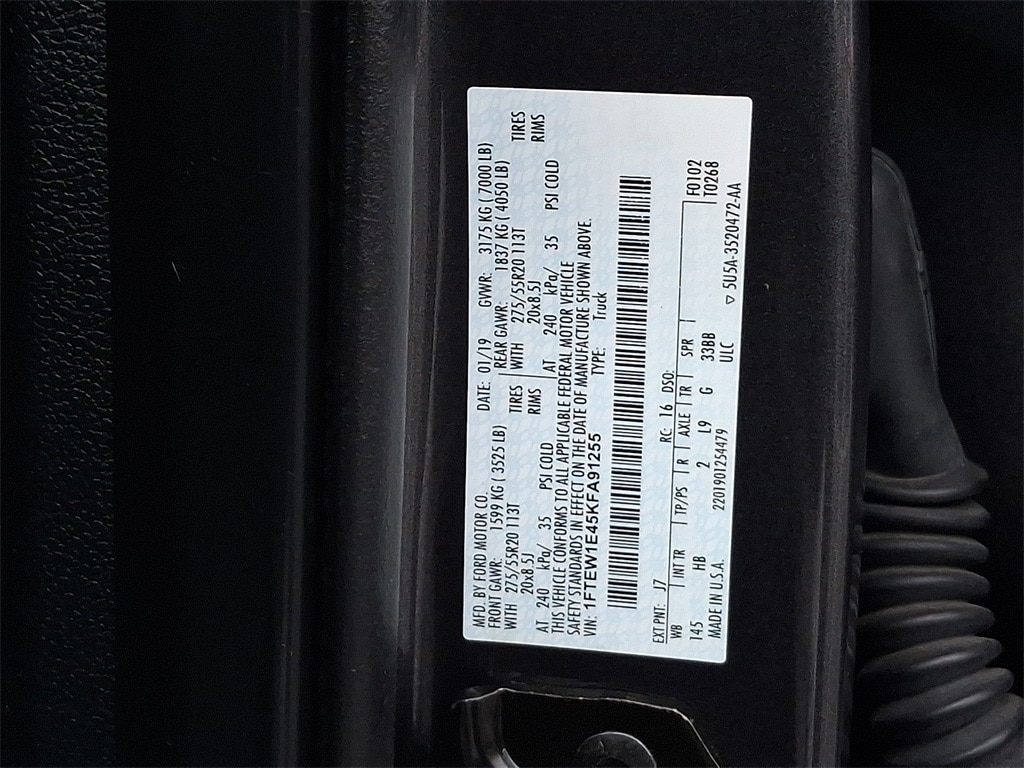 MFD. BY FORD MOTOR CO. DATE: 01/19 GVWR: 3175 KG ( 7000 LB)
FRONT GAWR: 1599 KG ( 3525 LB) REAR GAWR: 1837 KG ( 4050 LB)
WITH 275/55R20 113T TIRES WITH 275/55R20 113T TIRES
20x8.5J RIMS 20x8.5J RIMS
AT 240 kPa/ 35 PSI COLD AT 240 kPa/ 35 PSI COLD
THIS VEHICLE CONFORMS TO ALL APPLICABLE FEDERAL MOTOR VEHICLE
SAFETY STANDARDS IN EFFECT ON THE DATE OF MANUFACTURE SHOWN ABOVE.
VIN: 1FTEW1E45KFA91255 TYPE: Truck
EXT PNT: J7 RC: 16 DSO: F0102
WB INT TR TP/PS R AXLE TR SPR T0268
145 HB 2 L9 G 33BB
MADE IN U.S.A. 2201901254479 ULC ▽ 5U5A-3520472-AA